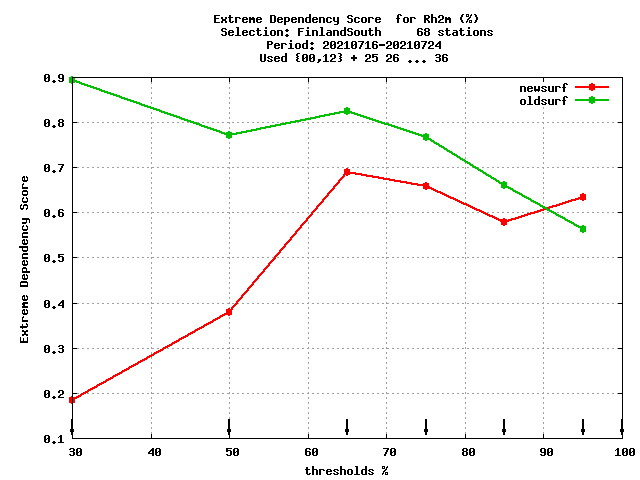 Extreme Dependency Score  for Rh2m (%)
Selection: FinlandSouth     68 stations
Period: 20210716-20210724
Used {00,12} + 25 26 ... 36
newsurf
oldsurf
0.9
0.8
0.7
0.6
0.5
0.4
0.3
0.2
0.1
Extreme Dependency Score
30 40 50 60 70 80 90 100
thresholds %